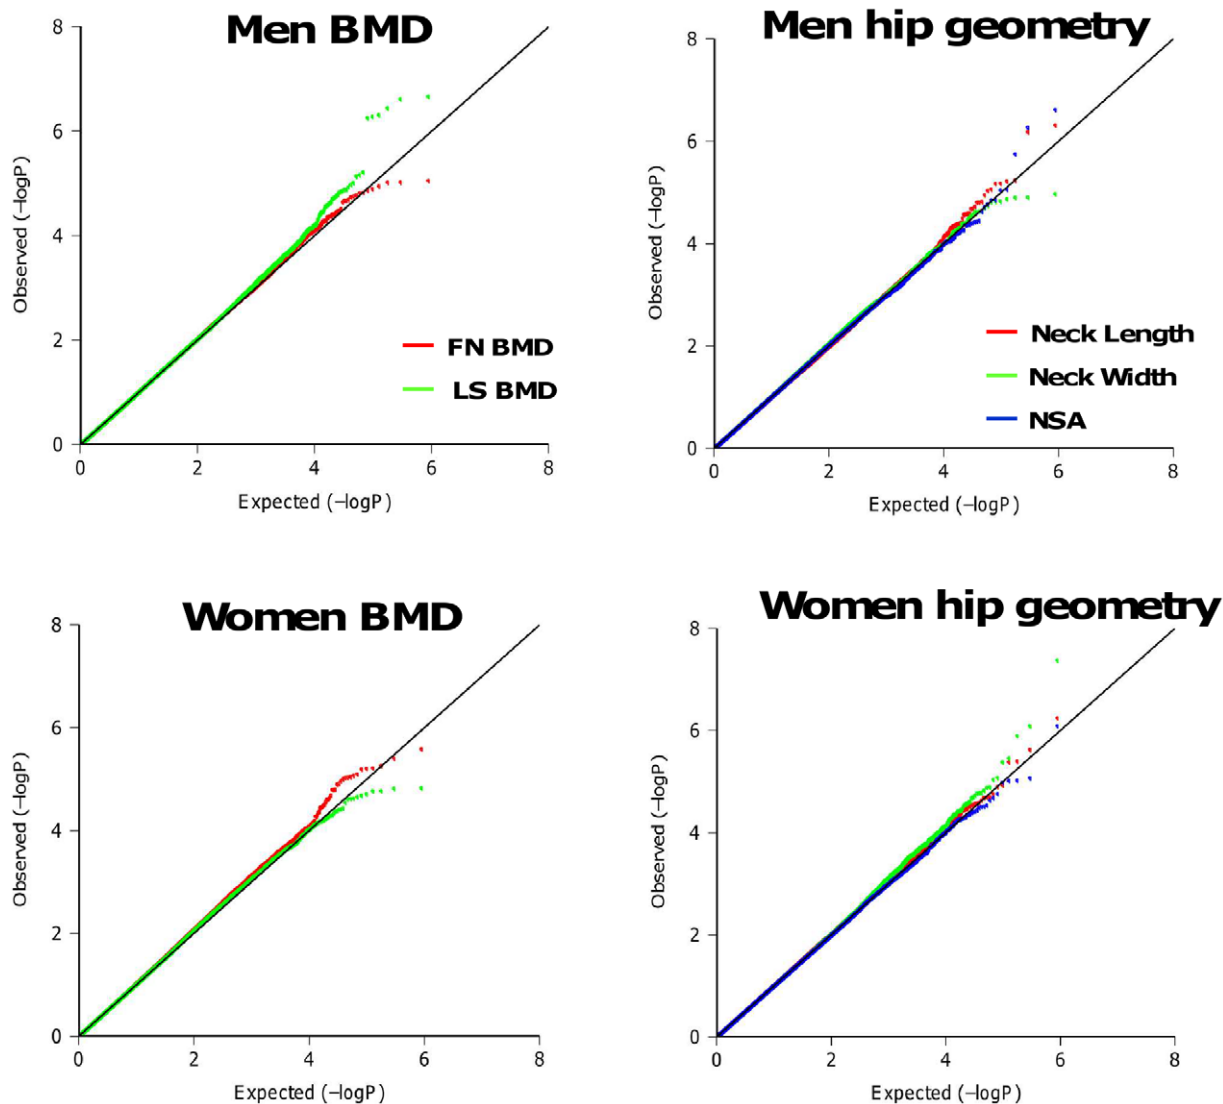 Men BMD
8
6
4
2
0
0 2 4 6 8
Observed (−logP)
Expected (−logP)
FN BMD
LS BMD
Men hip geometry
8
6
4
2
0
0 2 4 6 8
Observed (−logP)
Expected (−logP)
Neck Length
Neck Width
NSA
Women BMD
8
6
4
2
0
0 2 4 6 8
Observed (−logP)
Expected (−logP)
Women hip geometry
8
6
4
2
0
0 2 4 6 8
Observed (−logP)
Expected (−logP)